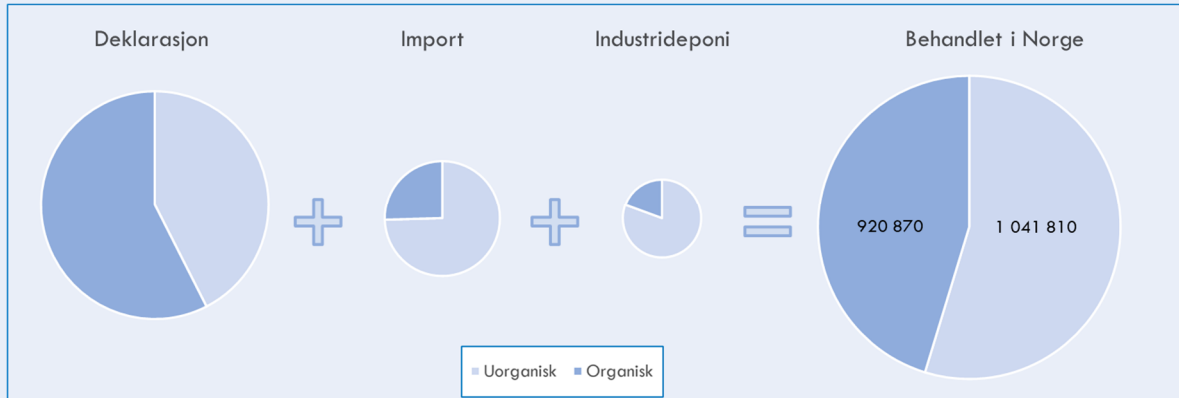 Deklarasjon
Import
Industrideponi
Behandlet i Norge
920 870
1 041 810
Uorganisk
Organisk